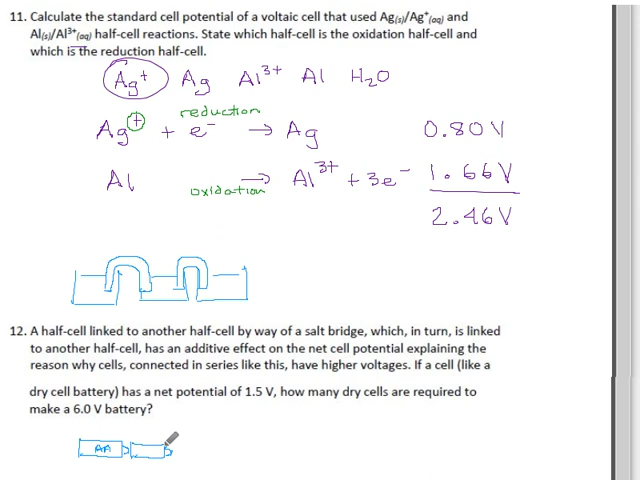 11. Calculate the standard cell potential of a voltaic cell that used Ag(s)/Ag⁺(aq) and
Al(s)/Al³⁺(aq) half-cell reactions. State which half-cell is the oxidation half-cell and
which is the reduction half-cell.
Ag⁺ Ag Al³⁺ Al H₂O
reduction
Ag⁺ + e⁻ → Ag 0.80V
Al → Al³⁺ + 3e⁻ 1.66V
oxidation
2.46V
12. A half-cell linked to another half-cell by way of a salt bridge, which, in turn, is linked
to another half-cell, has an additive effect on the net cell potential explaining the
reason why cells, connected in series like this, have higher voltages. If a cell (like a
dry cell battery) has a net potential of 1.5 V, how many dry cells are required to
make a 6.0 V battery?
AA